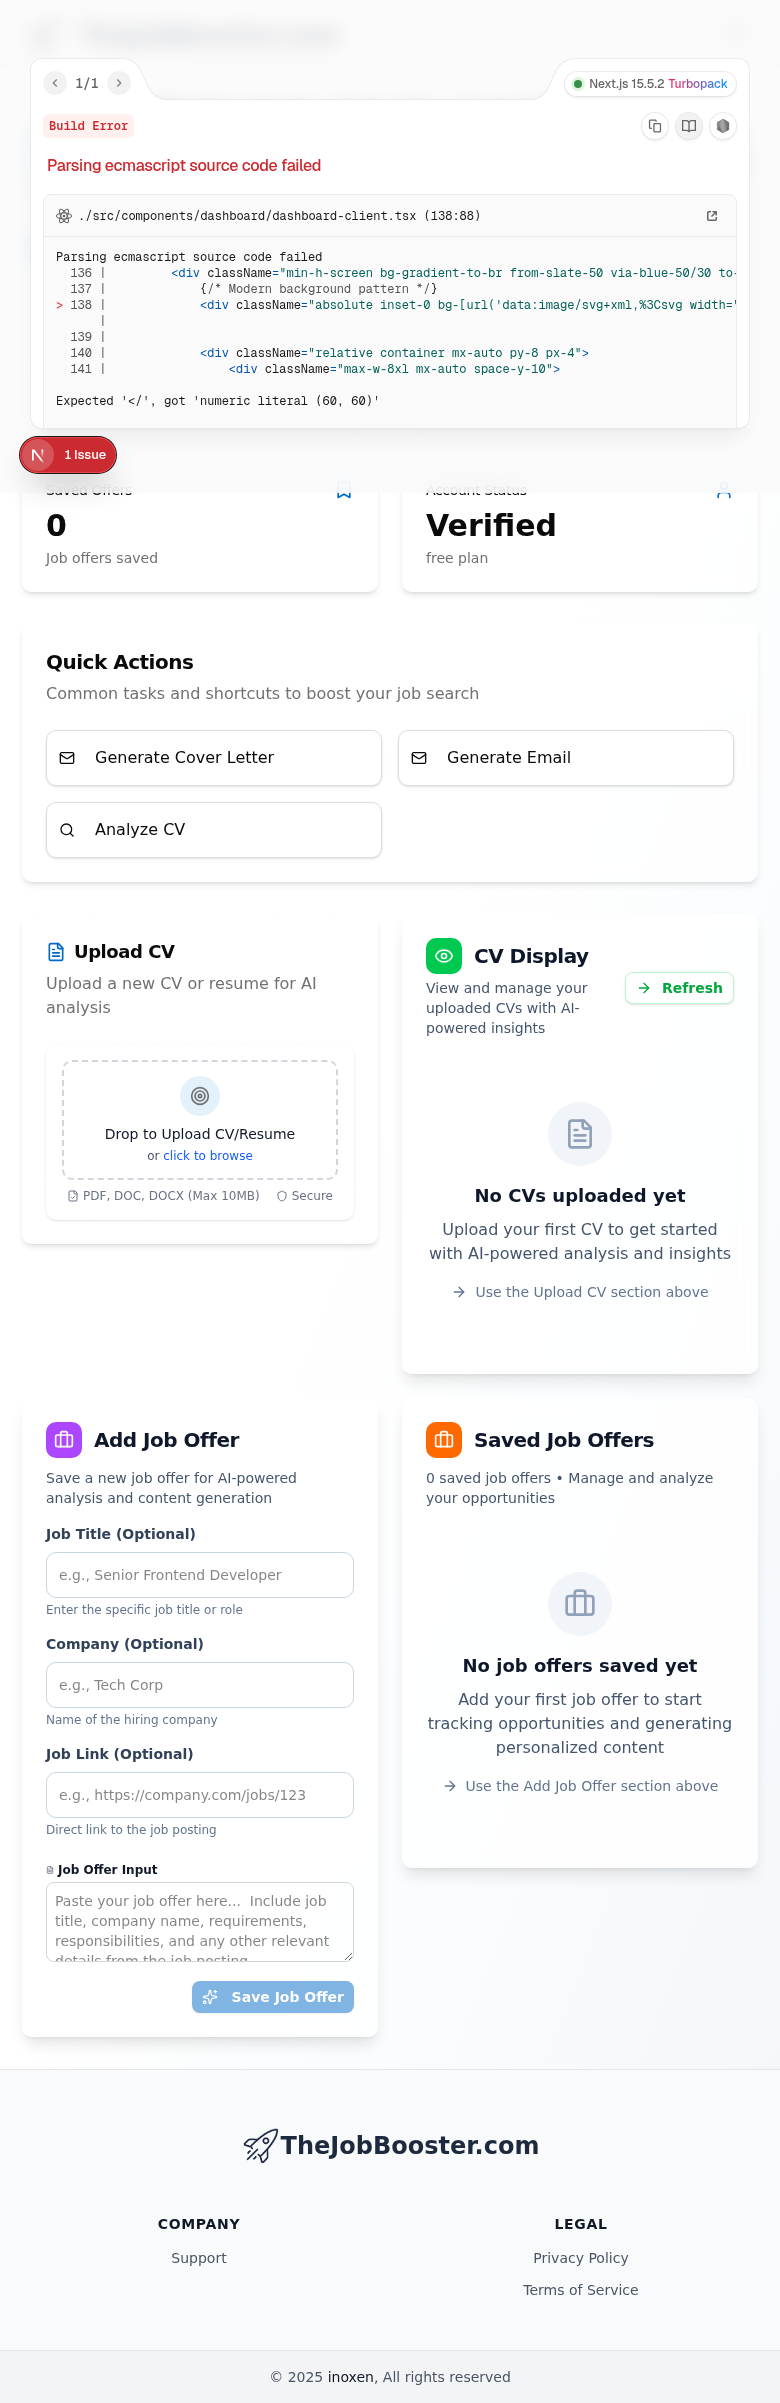 1/1
Next.js 15.5.2 Turbopack
Build Error
Parsing ecmascript source code failed
./src/components/dashboard/dashboard-client.tsx (138:88)
Parsing ecmascript source code failed
136 | <div className="min-h-screen bg-gradient-to-br from-slate-50 via-blue-50/30 to-
137 | {/* Modern background pattern */}
> 138 | <div className="absolute inset-0 bg-[url('data:image/svg+xml,%3Csvg width="
|
139 |
140 | <div className="relative container mx-auto py-8 px-4">
141 | <div className="max-w-8xl mx-auto space-y-10">
Expected '</', got 'numeric literal (60, 60)'
N 1 Issue
Saved Offers
0
Job offers saved
Account Status
Verified
free plan
Quick Actions
Common tasks and shortcuts to boost your job search
Generate Cover Letter
Generate Email
Analyze CV
Upload CV
Upload a new CV or resume for AI
analysis
Drop to Upload CV/Resume
or click to browse
PDF, DOC, DOCX (Max 10MB)
Secure
CV Display
View and manage your
uploaded CVs with AI-
powered insights
Refresh
No CVs uploaded yet
Upload your first CV to get started
with AI-powered analysis and insights
Use the Upload CV section above
Add Job Offer
Save a new job offer for AI-powered
analysis and content generation
Job Title (Optional)
e.g., Senior Frontend Developer
Enter the specific job title or role
Company (Optional)
e.g., Tech Corp
Name of the hiring company
Job Link (Optional)
e.g., https://company.com/jobs/123
Direct link to the job posting
Job Offer Input
Paste your job offer here... Include job
title, company name, requirements,
responsibilities, and any other relevant
details from the job posting
Save Job Offer
Saved Job Offers
0 saved job offers • Manage and analyze
your opportunities
No job offers saved yet
Add your first job offer to start
tracking opportunities and generating
personalized content
Use the Add Job Offer section above
TheJobBooster.com
COMPANY
Support
LEGAL
Privacy Policy
Terms of Service
© 2025 inoxen, All rights reserved